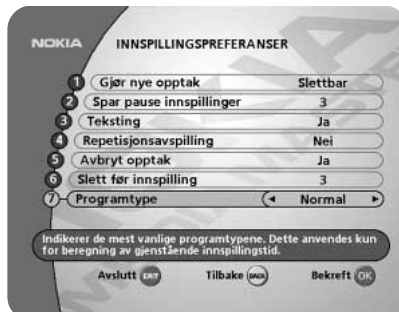 NOKIA INNSPILLINGSPREFERANSER
1 Gjør nye opptak Slettbar
2 Spar pause innspillinger 3
3 Teksting Ja
4 Repetisjonsavspilling Nei
5 Avbryt opptak Ja
6 Slett før innspilling 3
7 Programtype Normal
Indikerer de mest vanlige programtypene. Dette anvendes kun
for beregning av gjenstående innspillingstid.
Avslutt EXIT Tilbake BACK Bekreft OK
NOKIA
MEDIAMASTER